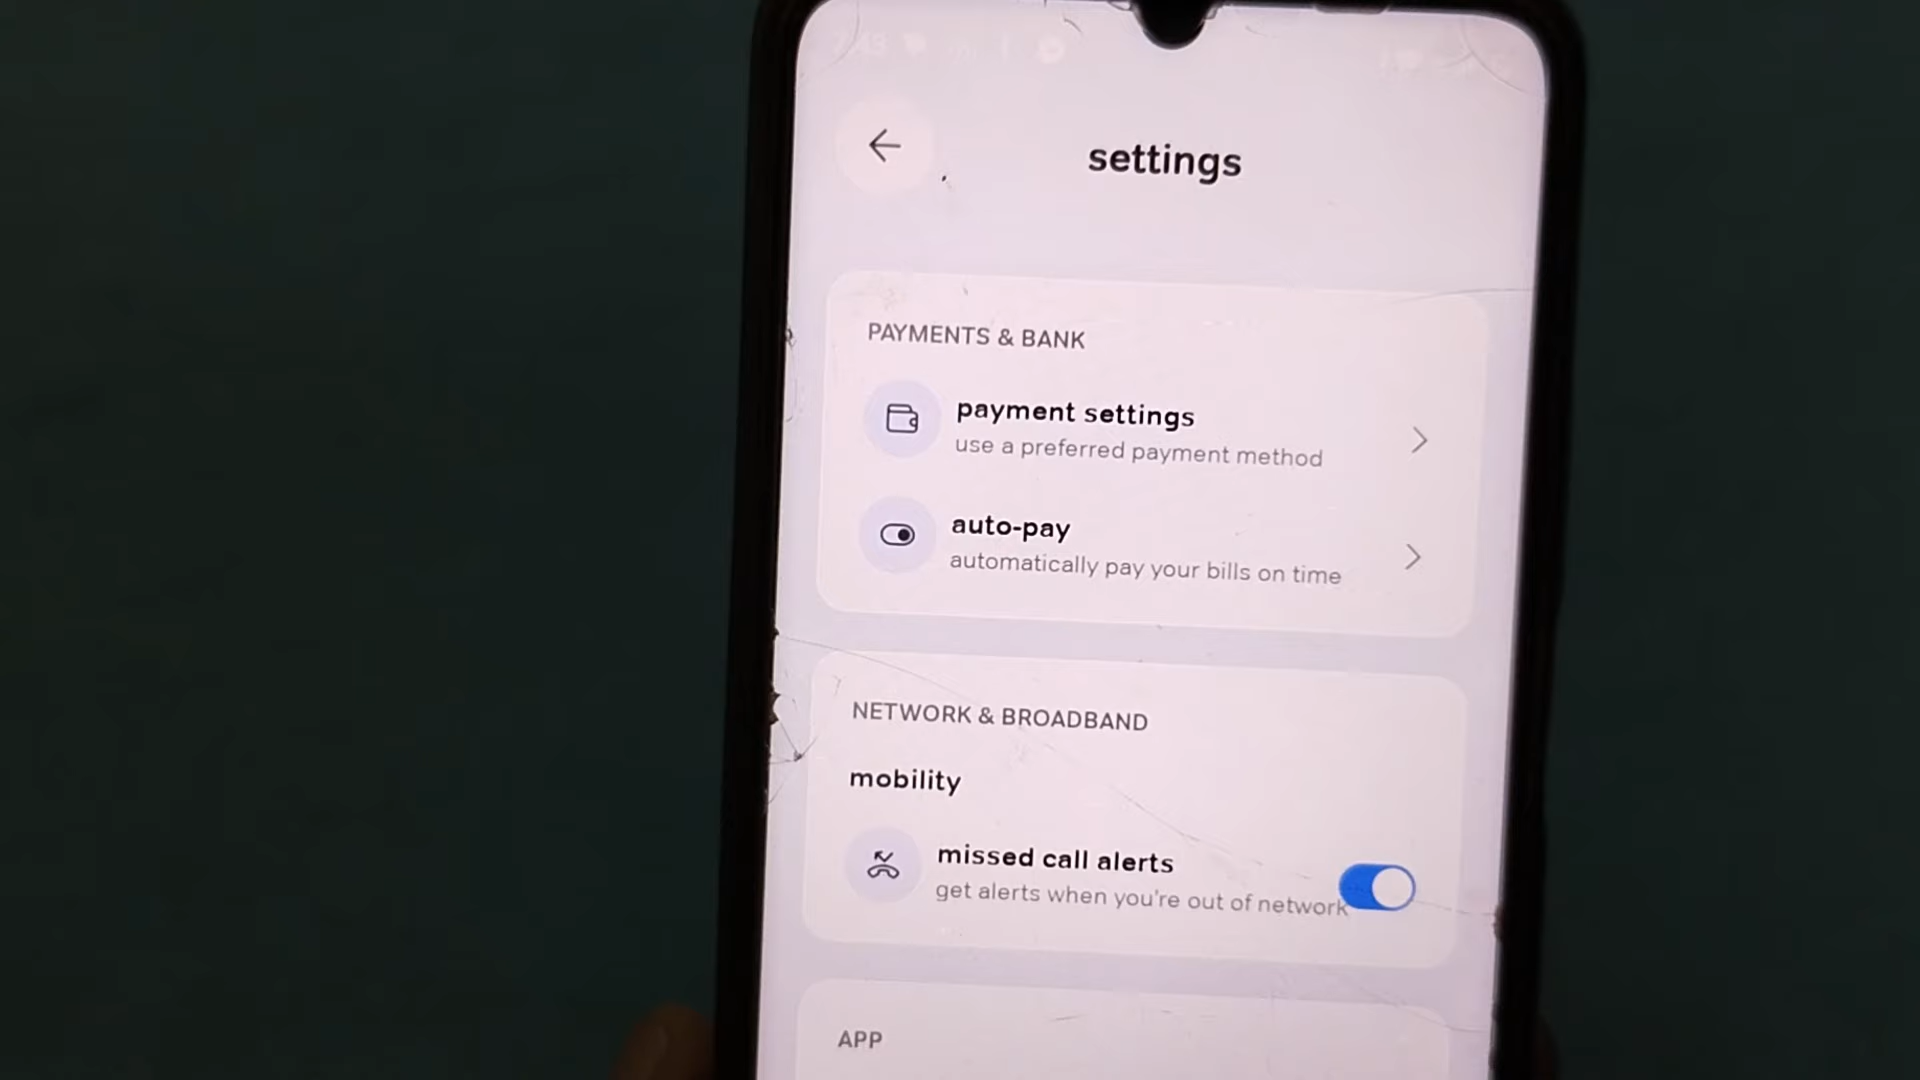 settings
PAYMENTS & BANK
payment settings
use a preferred payment method
auto-pay
automatically pay your bills on time
NETWORK & BROADBAND
mobility
missed call alerts
get alerts when you're out of network
APP